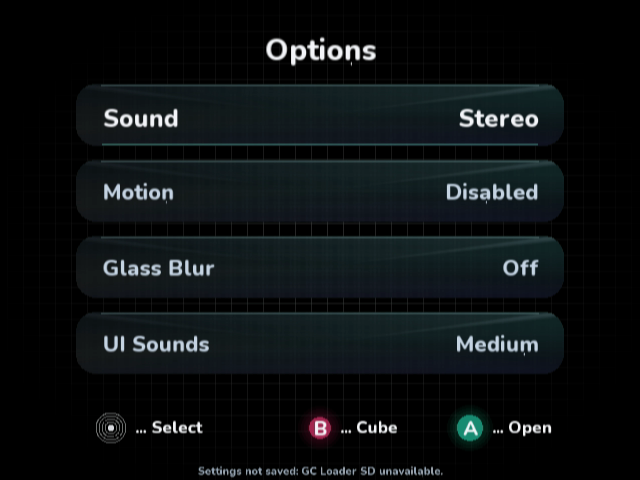 Options
Sound Stereo
Motion Disabled
Glass Blur Off
UI Sounds Medium
... Select B ... Cube A ... Open
Settings not saved: GC Loader SD unavailable.